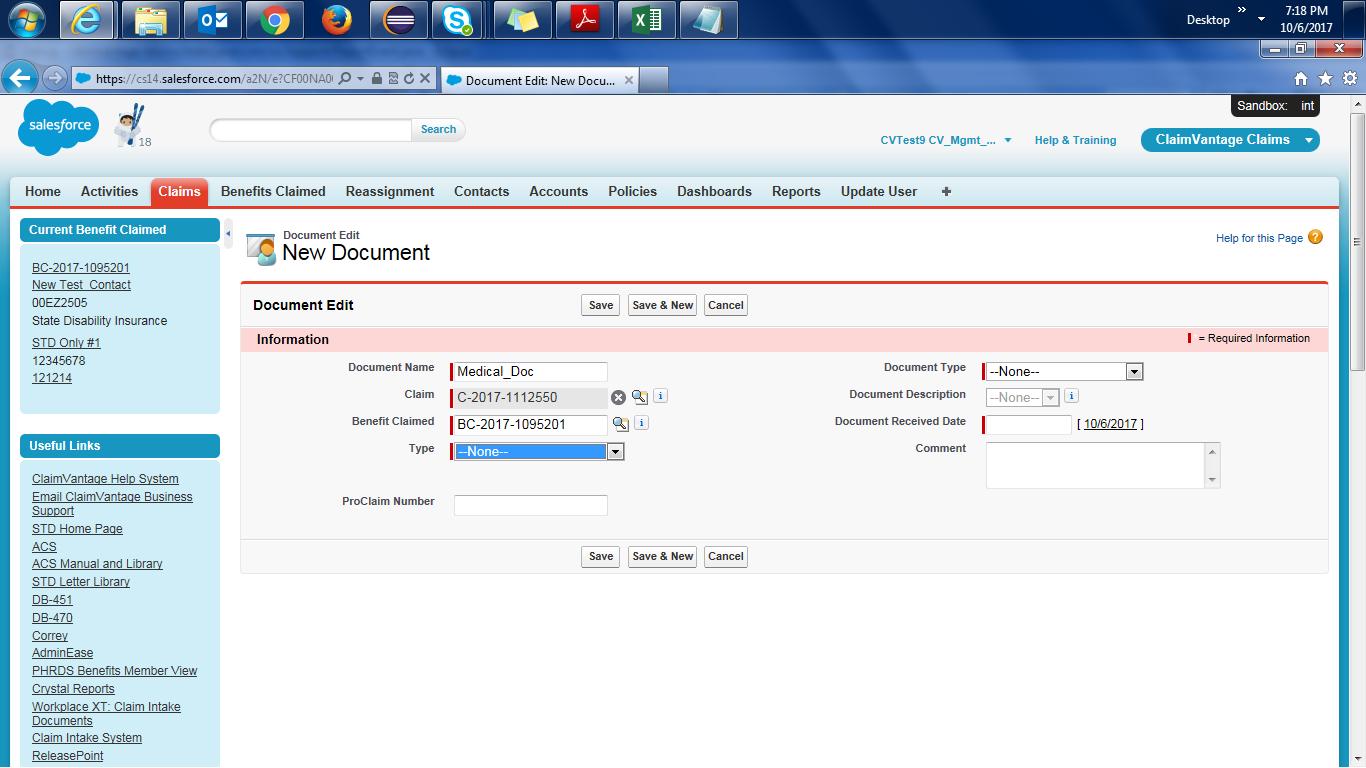 Desktop
»
7:18 PM
10/6/2017
https://cs14.salesforce.com/a2N/e?CF00NA0
Document Edit: New Docu...
Sandbox: int
salesforce
18
Search
CVTest9 CV_Mgmt_...
Help & Training
ClaimVantage Claims
Home Activities Claims Benefits Claimed Reassignment Contacts Accounts Policies Dashboards Reports Update User +
Current Benefit Claimed
BC-2017-1095201
New Test_Contact
00EZ2505
State Disability Insurance
STD Only #1
12345678
121214
Useful Links
ClaimVantage Help System
Email ClaimVantage Business
Support
STD Home Page
ACS
ACS Manual and Library
STD Letter Library
DB-451
DB-470
Correy
AdminEase
PHRDS Benefits Member View
Crystal Reports
Workplace XT: Claim Intake
Documents
Claim Intake System
ReleasePoint
Document Edit
New Document
Help for this Page ?
Document Edit Save Save & New Cancel
Information = Required Information
Document Name Medical_Doc Document Type --None--
Claim C-2017-1112550 i Document Description --None-- i
Benefit Claimed BC-2017-1095201 i Document Received Date [ 10/6/2017 ]
Type --None-- Comment
ProClaim Number
Save Save & New Cancel